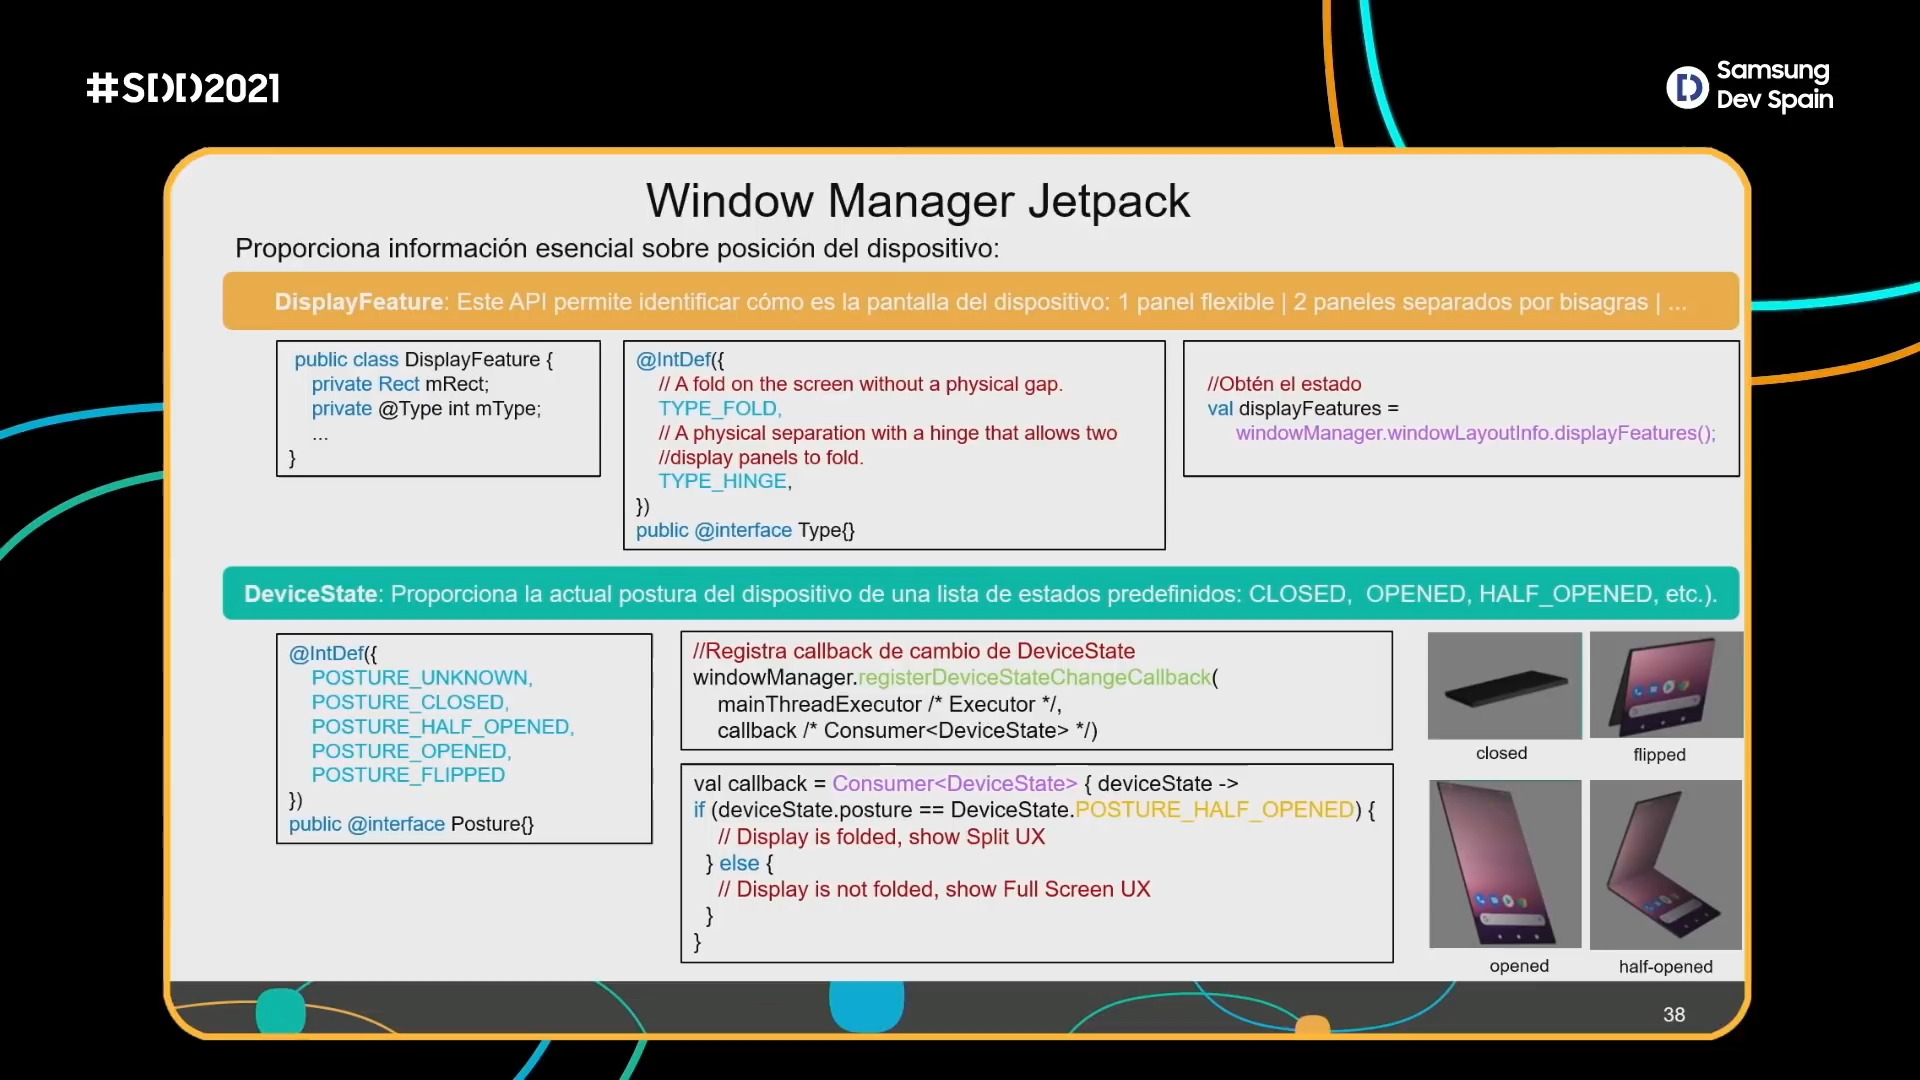 #SDD2021
Samsung
Dev Spain
Window Manager Jetpack
Proporciona información esencial sobre posición del dispositivo:
DisplayFeature: Este API permite identificar cómo es la pantalla del dispositivo: 1 panel flexible | 2 paneles separados por bisagras | ...
public class DisplayFeature {
private Rect mRect;
private @Type int mType;
...
}
@IntDef({
// A fold on the screen without a physical gap.
TYPE_FOLD,
// A physical separation with a hinge that allows two
//display panels to fold.
TYPE_HINGE,
})
public @interface Type{}
//Obtén el estado
val displayFeatures =
windowManager.windowLayoutInfo.displayFeatures();
DeviceState: Proporciona la actual postura del dispositivo de una lista de estados predefinidos: CLOSED, OPENED, HALF_OPENED, etc.).
@IntDef({
POSTURE_UNKNOWN,
POSTURE_CLOSED,
POSTURE_HALF_OPENED,
POSTURE_OPENED,
POSTURE_FLIPPED
})
public @interface Posture{}
//Registra callback de cambio de DeviceState
windowManager.registerDeviceStateChangeCallback(
mainThreadExecutor /* Executor */,
callback /* Consumer<DeviceState> */)
val callback = Consumer<DeviceState> { deviceState ->
if (deviceState.posture == DeviceState.POSTURE_HALF_OPENED) {
// Display is folded, show Split UX
} else {
// Display is not folded, show Full Screen UX
}
}
closed
flipped
opened
half-opened
38